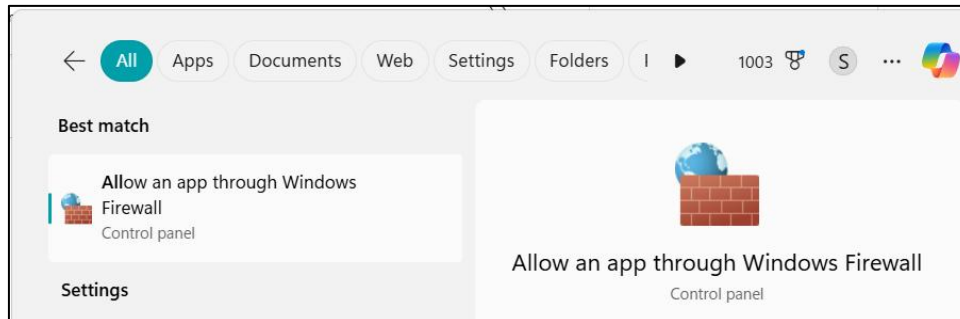 All Apps Documents Web Settings Folders 1003 S ...
Best match
Allow an app through Windows
Firewall
Control panel
Settings
Allow an app through Windows Firewall
Control panel